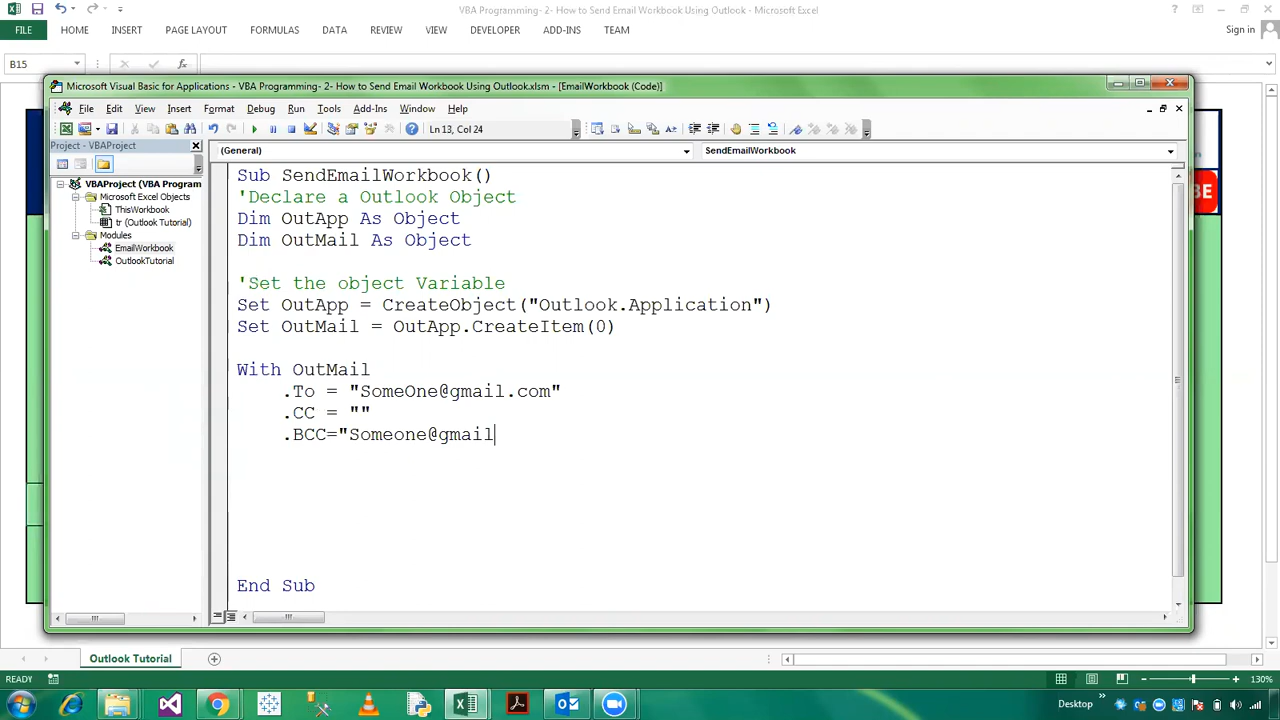 VBA Programming- 2- How to Send Email Workbook Using Outlook - Microsoft Excel
FILE HOME INSERT PAGE LAYOUT FORMULAS DATA REVIEW VIEW DEVELOPER ADD-INS TEAM Sign in
B15
Microsoft Visual Basic for Applications - VBA Programming- 2- How to Send Email Workbook Using Outlook.xlsm - [EmailWorkbook (Code)]
File Edit View Insert Format Debug Run Tools Add-Ins Window Help
Ln 13, Col 24
Project - VBAProject
(General) SendEmailWorkbook
VBAProject (VBA Program
Microsoft Excel Objects
ThisWorkbook
tr (Outlook Tutorial)
Modules
EmailWorkbook
OutlookTutorial
Sub SendEmailWorkbook()
'Declare a Outlook Object
Dim OutApp As Object
Dim OutMail As Object
'Set the object Variable
Set OutApp = CreateObject("Outlook.Application")
Set OutMail = OutApp.CreateItem(0)
With OutMail
.To = "SomeOne@gmail.com"
.CC = ""
.BCC="Someone@gmail
End Sub
BE
Outlook Tutorial
READY 130%
Desktop